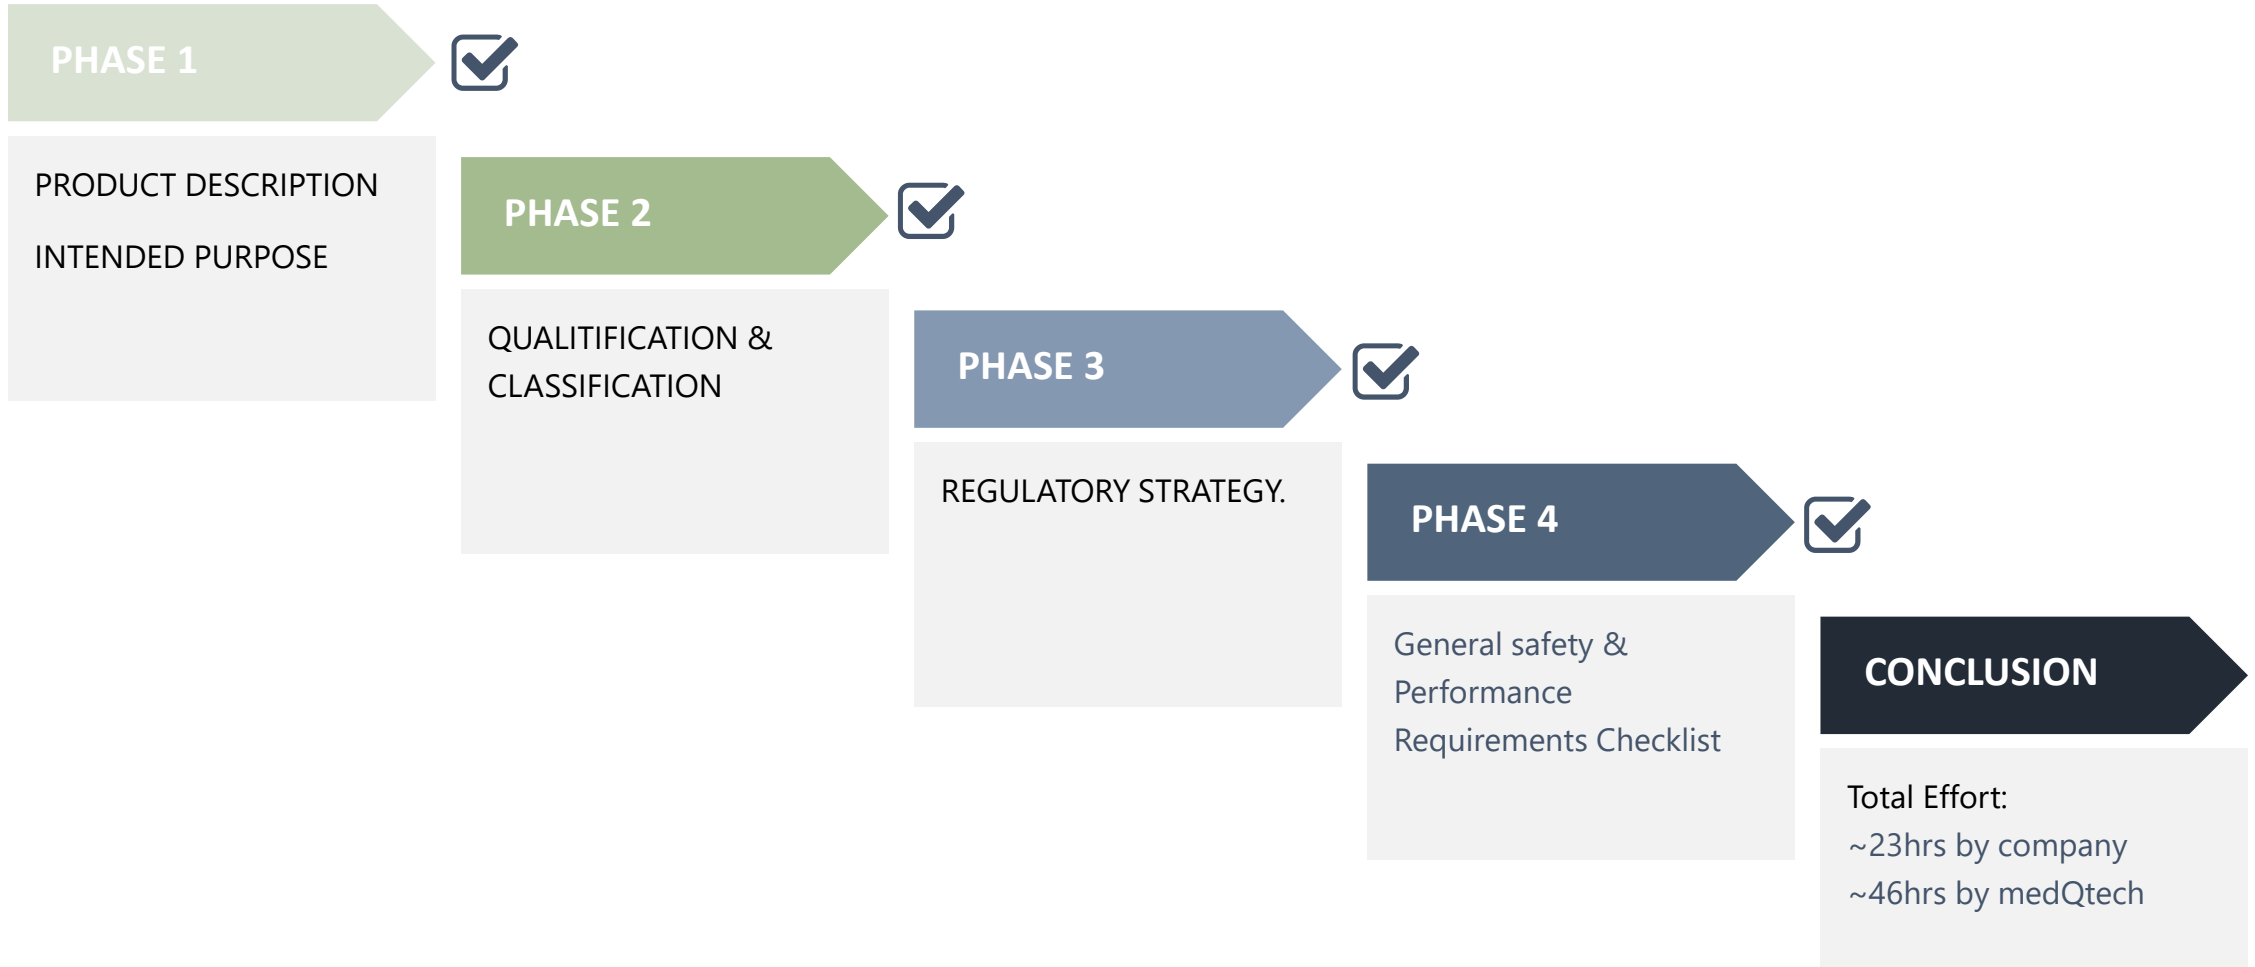 PHASE 1
PRODUCT DESCRIPTION
INTENDED PURPOSE
PHASE 2
QUALITIFICATION &
CLASSIFICATION
PHASE 3
REGULATORY STRATEGY.
PHASE 4
General safety &
Performance
Requirements Checklist
CONCLUSION
Total Effort:
~23hrs by company
~46hrs by medQtech